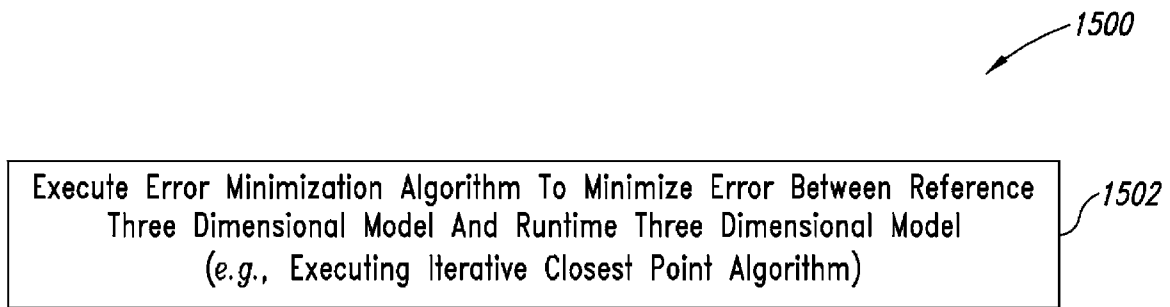 1500
Execute Error Minimization Algorithm To Minimize Error Between Reference
Three Dimensional Model And Runtime Three Dimensional Model
(e.g., Executing Iterative Closest Point Algorithm)
1502